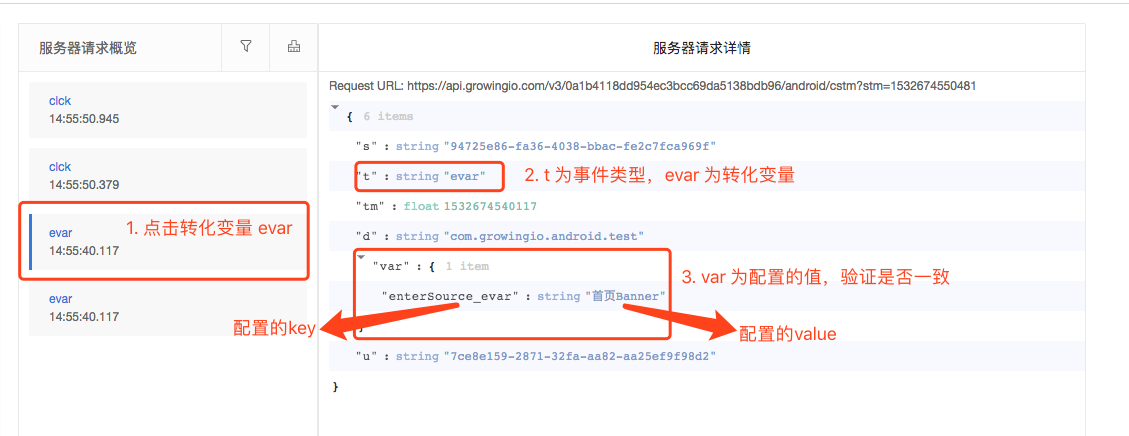 服务器请求概览
服务器请求详情
clck
14:55:50.945
clck
14:55:50.379
evar
14:55:40.117
1. 点击转化变量 evar
evar
14:55:40.117
Request URL: https://api.growingio.com/v3/0a1b4118dd954ec3bcc69da5138bdb96/android/cstm?stm=1532674550481
{ 6 items
"s" : string "94725e86-fa36-4038-bbac-fe2c7fca969f"
"t" : string "evar"
2. t 为事件类型，evar 为转化变量
"tm" : float 1532674540117
"d" : string "com.growingio.android.test"
"var" : { 1 item
3. var 为配置的值，验证是否一致
"enterSource_evar" : string "首页Banner"
}
配置的key
配置的value
"u" : string "7ce8e159-2871-32fa-aa82-aa25ef9f98d2"
}